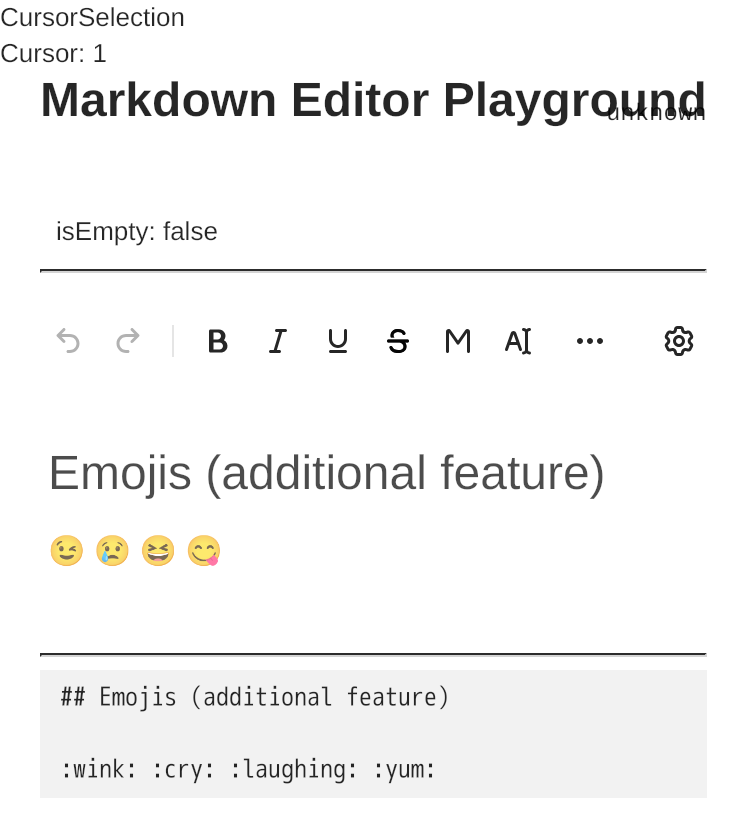 CursorSelection
Cursor: 1
Markdown Editor Playground
unknown
isEmpty: false
Emojis (additional feature)
😉 😢 😆 😋
## Emojis (additional feature)
:wink: :cry: :laughing: :yum: